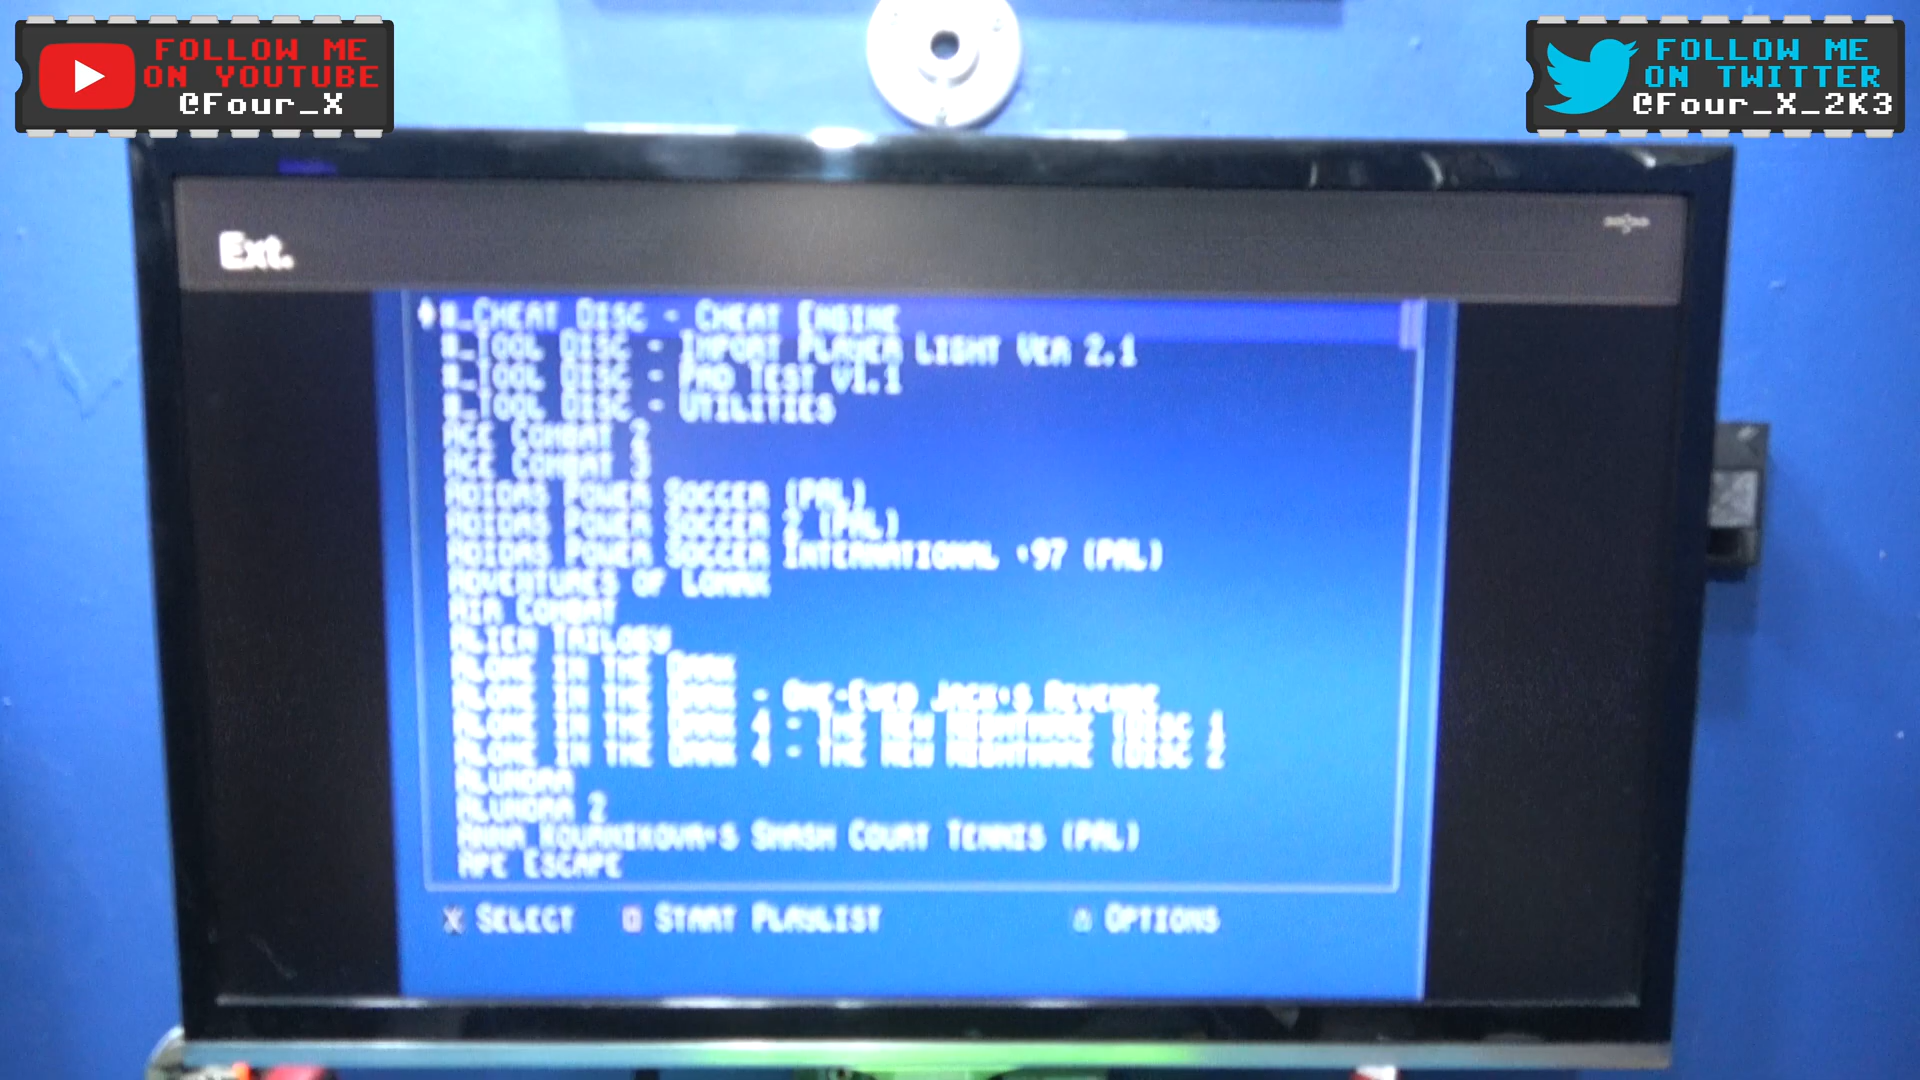 FOLLOW ME
ON YOUTUBE
@Four_X
FOLLOW ME
ON TWITTER
@Four_X_2K3
Ext.
#_Cheat Disc - Cheat Engine
#_Tool Disc - Import Player Light Ver 2.1
#_Tool Disc - Pad Test v1.1
#_Tool Disc - Utilities
Ace Combat 2
Ace Combat 3
Adidas Power Soccer (PAL)
Adidas Power Soccer 2 (PAL)
Adidas Power Soccer International '97 (PAL)
Adventures of Lomax
Air Combat
Alien Trilogy
Alone in the Dark
Alone in the Dark - One-Eyed Jack's Revenge
Alone in the Dark 4 - The New Nightmare (Disc 1
Alone in the Dark 4 - The New Nightmare (Disc 2
Alundra
Alundra 2
Anna Kournikova's Smash Court Tennis (PAL)
Ape Escape
X Select □ Start Playlist △ Options